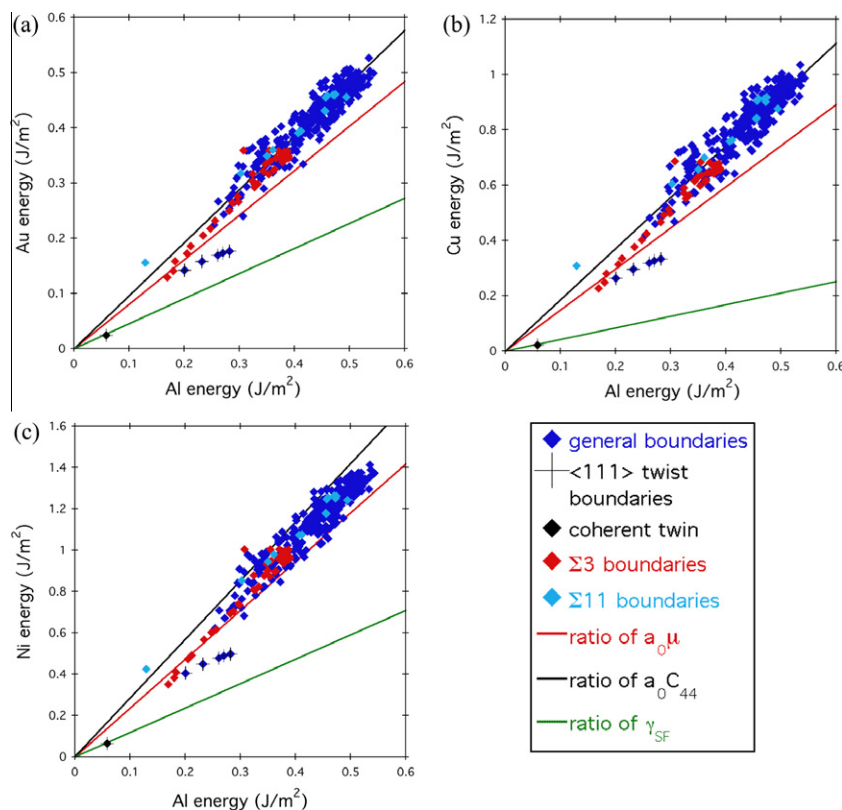 (a)
0.6
0.5
0.4
0.3
0.2
0.1
0
Au energy (J/m²)
0 0.1 0.2 0.3 0.4 0.5 0.6
Al energy (J/m²)
(b)
1.2
1
0.8
0.6
0.4
0.2
0
Cu energy (J/m²)
0 0.1 0.2 0.3 0.4 0.5 0.6
Al energy (J/m²)
(c)
1.6
1.4
1.2
1
0.8
0.6
0.4
0.2
0
Ni energy (J/m²)
0 0.1 0.2 0.3 0.4 0.5 0.6
Al energy (J/m²)
general boundaries
<111> twist
boundaries
coherent twin
Σ3 boundaries
Σ11 boundaries
ratio of a₀μ
ratio of a₀C₄₄
ratio of γSF